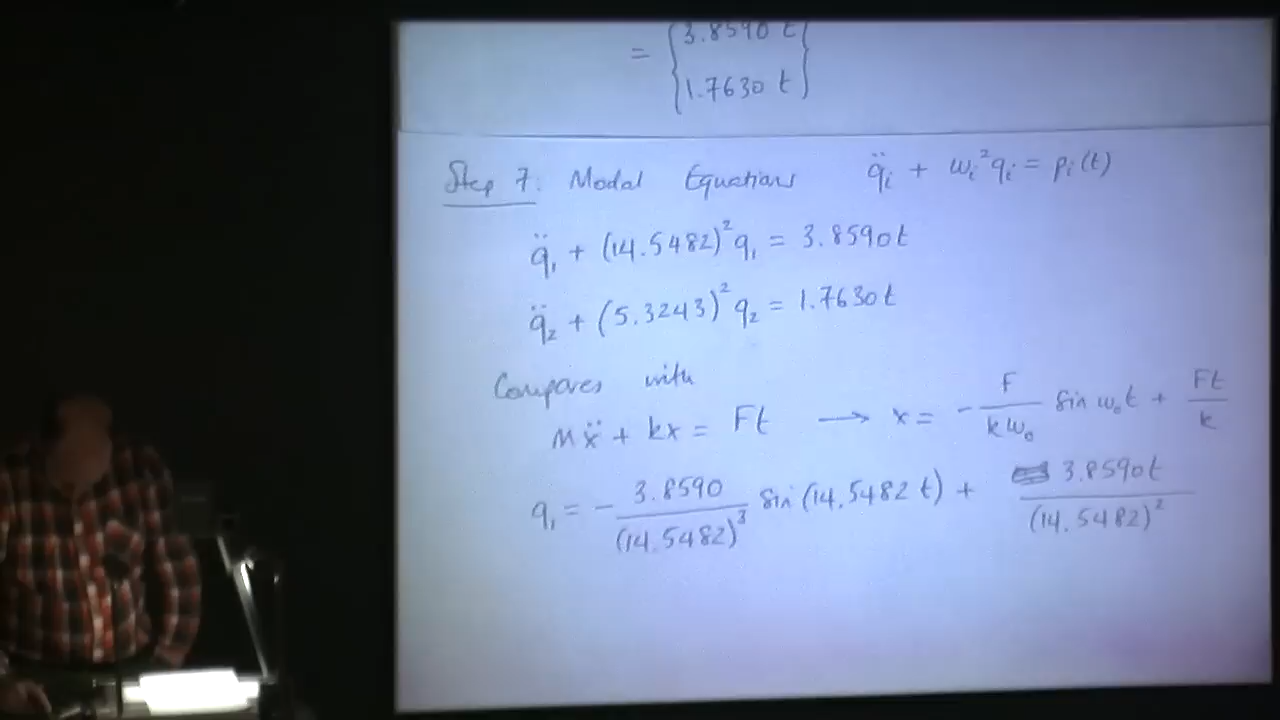 = { 3.8590 t
1.7630 t }
Step 7: Modal Equations q̈ᵢ + ωᵢ² qᵢ = pᵢ(t)
q̈₁ + (14.5482)² q₁ = 3.8590t
q̈₂ + (5.3243)² q₂ = 1.7630t
Compares with
mẍ + kx = Ft → x = - F/(kω₀) sin ω₀t + Ft/k
q₁ = - 3.8590/(14.5482)³ sin(14.5482 t) + 3.8590t/(14.5482)²